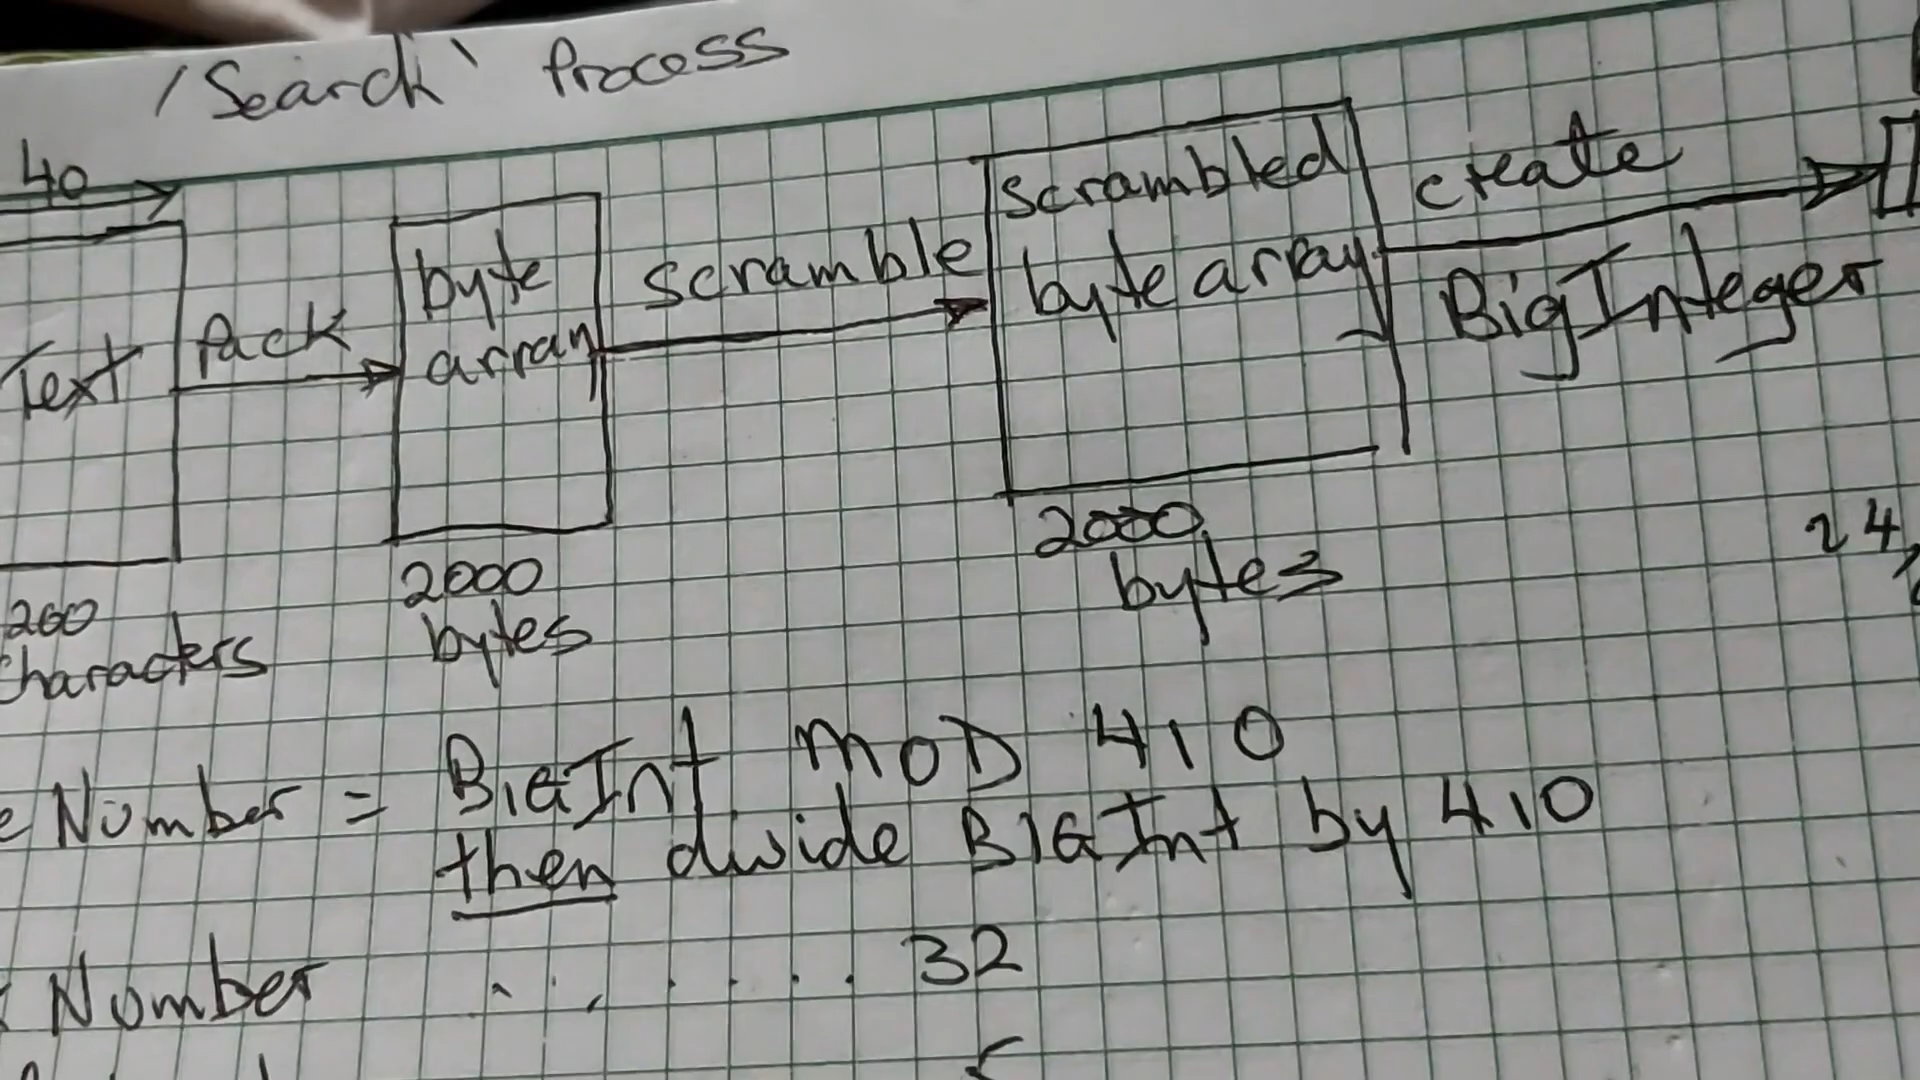 'Search' Process
40
Text
Pack
byte
array
scramble
scrambled
byte array
create
BigInteger
200
characters
2000
bytes
2000
bytes
24,
e Number = BIGInt MOD 410
then divide BIGInt by 410
Number ....... 32